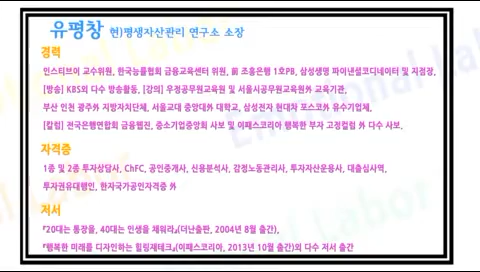 유평창 현)평생자산관리 연구소 소장
경력
인스티브이 교수위원, 한국능률협회 금융교육센터 위원, 前 조흥은행 1호PB, 삼성생명 파이낸셜코디네이터 및 지점장,
[방송] KBS외 다수 방송활동, [강의] 우정공무원교육원 및 서울시공무원교육원外 교육기관,
부산 인천 광주外 지방자치단체, 서울교대 중앙대外 대학교, 삼성전자 현대차 포스코外 유수기업체,
[칼럼] 전국은행연합회 금융웹진, 중소기업중앙회 사보 및 이패스코리아 행복한 부자 고정컬럼 外 다수 사보.
자격증
1종 및 2종 투자상담사, ChFC, 공인중개사, 신용분석사, 감정노동관리사, 투자자산운용사, 대출심사역,
투자권유대행인, 한자국가공인자격증 外
저서
『20대는 통장을, 40대는 인생을 채워라』(더난출판, 2004년 8월 출간),
『행복한 미래를 디자인하는 힐링재테크』(이패스코리아, 2013년 10월 출간)외 다수 저서 출간
Emotional Labor